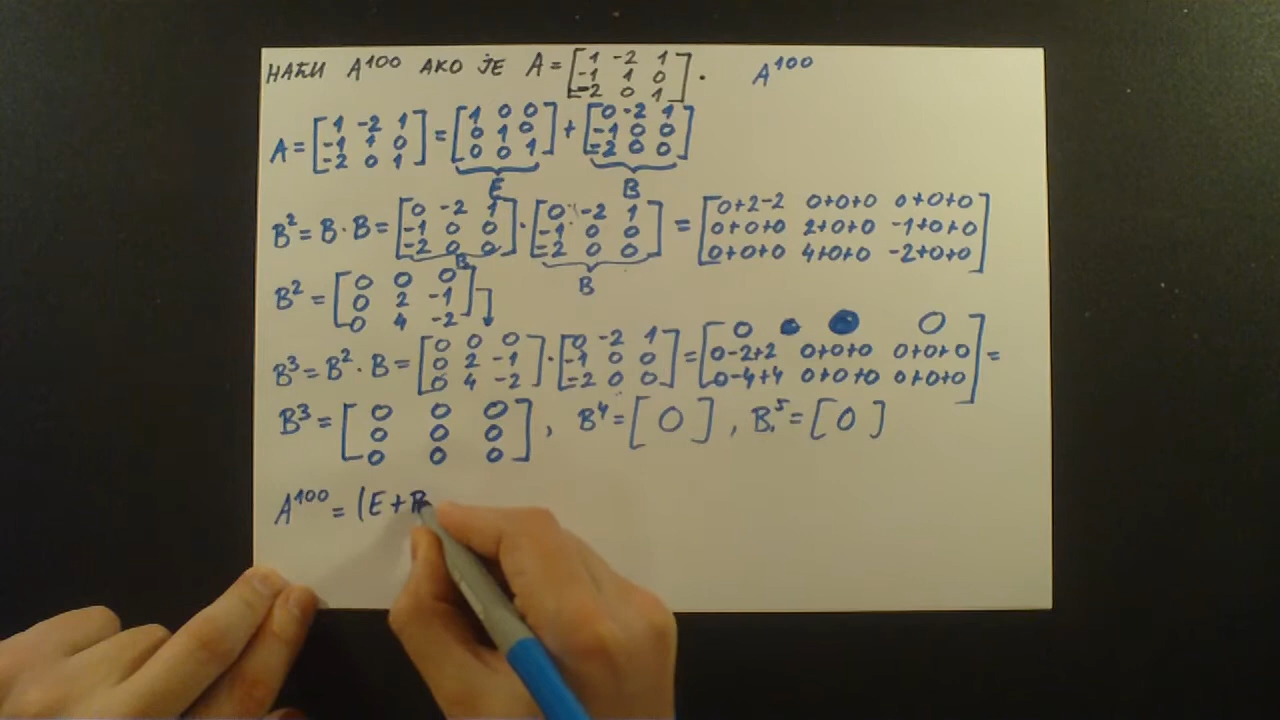 НАЋИ A¹⁰⁰ АКО ЈЕ A = [1 -2 1; -1 1 0; -2 0 1]. A¹⁰⁰
A = [1 -2 1; -1 1 0; -2 0 1] = [1 0 0; 0 1 0; 0 0 1] + [0 -2 1; -1 0 0; -2 0 0]
E B
B² = B · B = [0 -2 1; -1 0 0; -2 0 0] · [0 -2 1; -1 0 0; -2 0 0] = [0+2-2 0+0+0 0+0+0; 0+0+0 2+0+0 -1+0+0; 0+0+0 4+0+0 -2+0+0]
B B
B² = [0 0 0; 0 2 -1; 0 4 -2]
B³ = B² · B = [0 0 0; 0 2 -1; 0 4 -2] · [0 -2 1; -1 0 0; -2 0 0] = [0 0; 0-2+2 0+0+0 0+0+0; 0-4+4 0+0+0 0+0+0] =
B³ = [0 0 0; 0 0 0; 0 0 0], B⁴ = [0], B⁵ = [0]
A¹⁰⁰ = (E+B